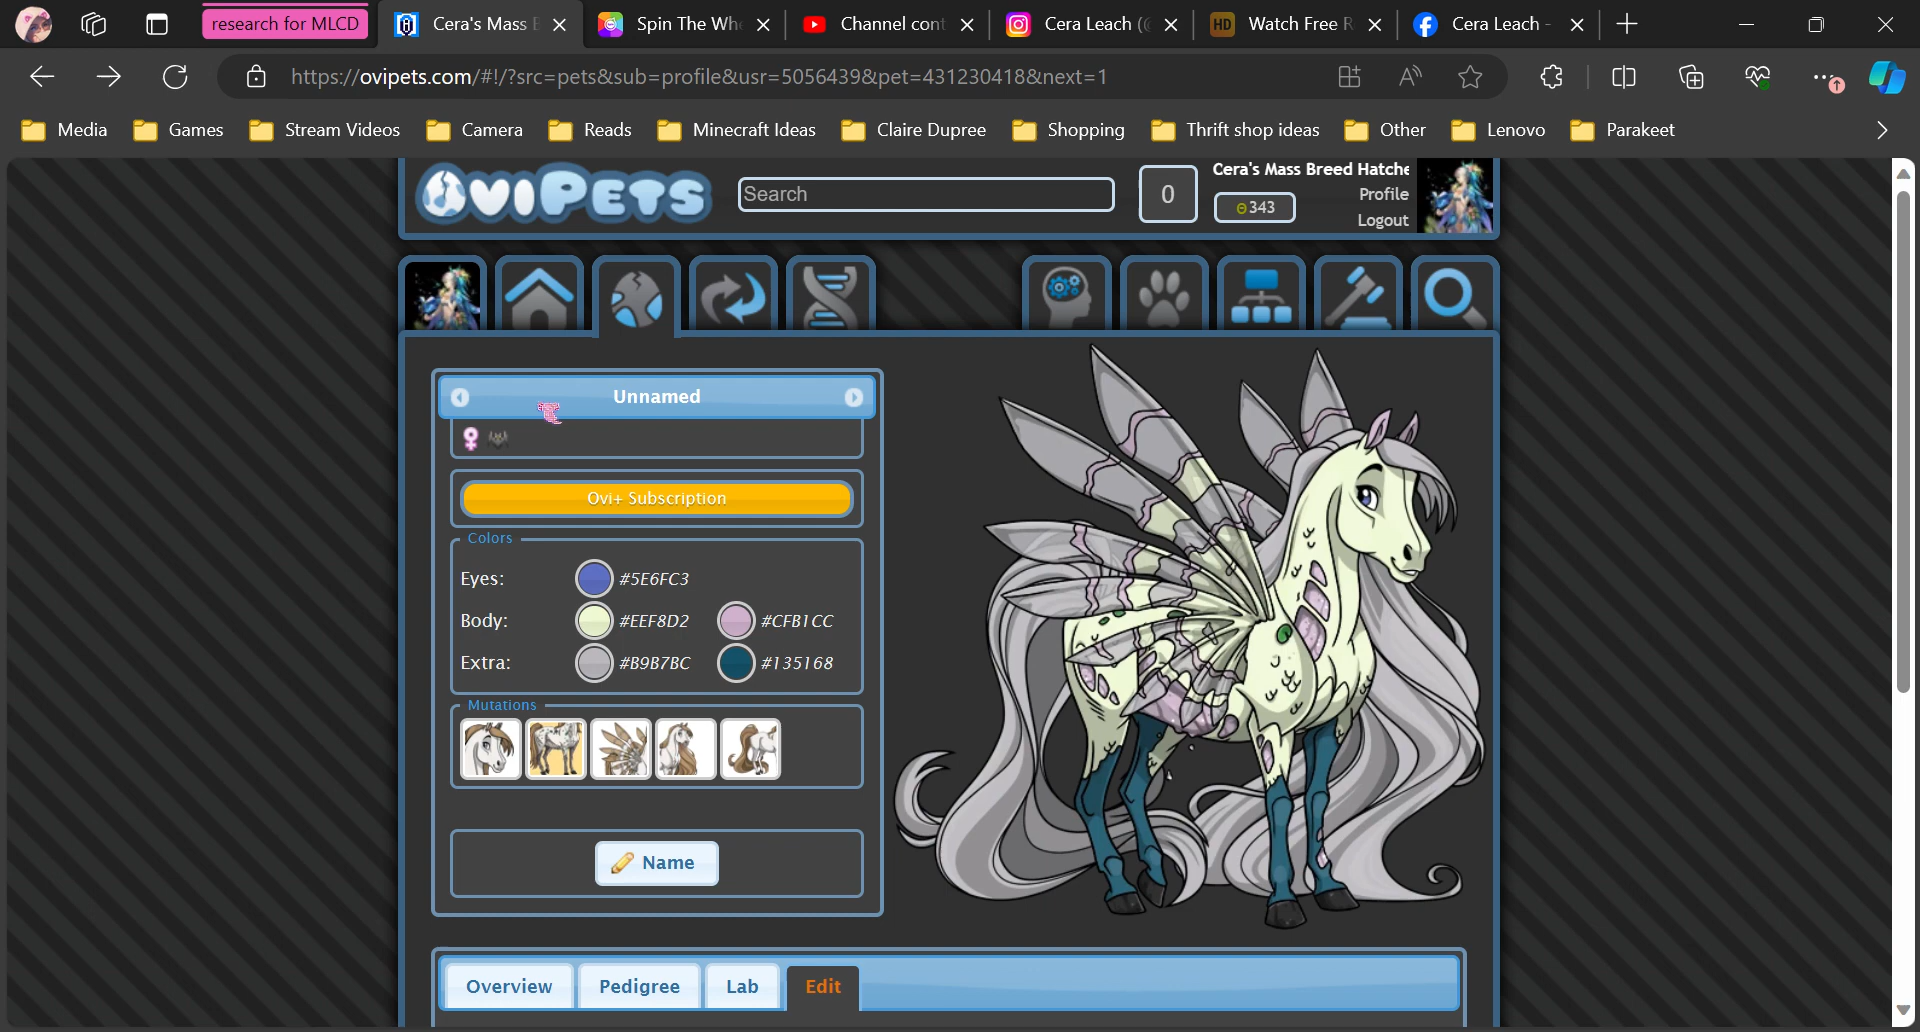 research for MLCD
Cera's Mass
Spin The Wh
Channel cont
Cera Leach (
HD
Watch Free R
Cera Leach -
https://ovipets.com/#!/?src=pets&sub=profile&usr=5056439&pet=431230418&next=1
Media
Games
Stream Videos
Camera
Reads
Minecraft Ideas
Claire Dupree
Shopping
Thrift shop ideas
Other
Lenovo
Parakeet
OviPets
Search
0
Cera's Mass Breed Hatche
343
Profile
Logout
Unnamed
Ovi+ Subscription
Colors
Eyes: #5E6FC3
Body: #EEF8D2 #CFB1CC
Extra: #B9B7BC #135168
Mutations
Name
Overview
Pedigree
Lab
Edit